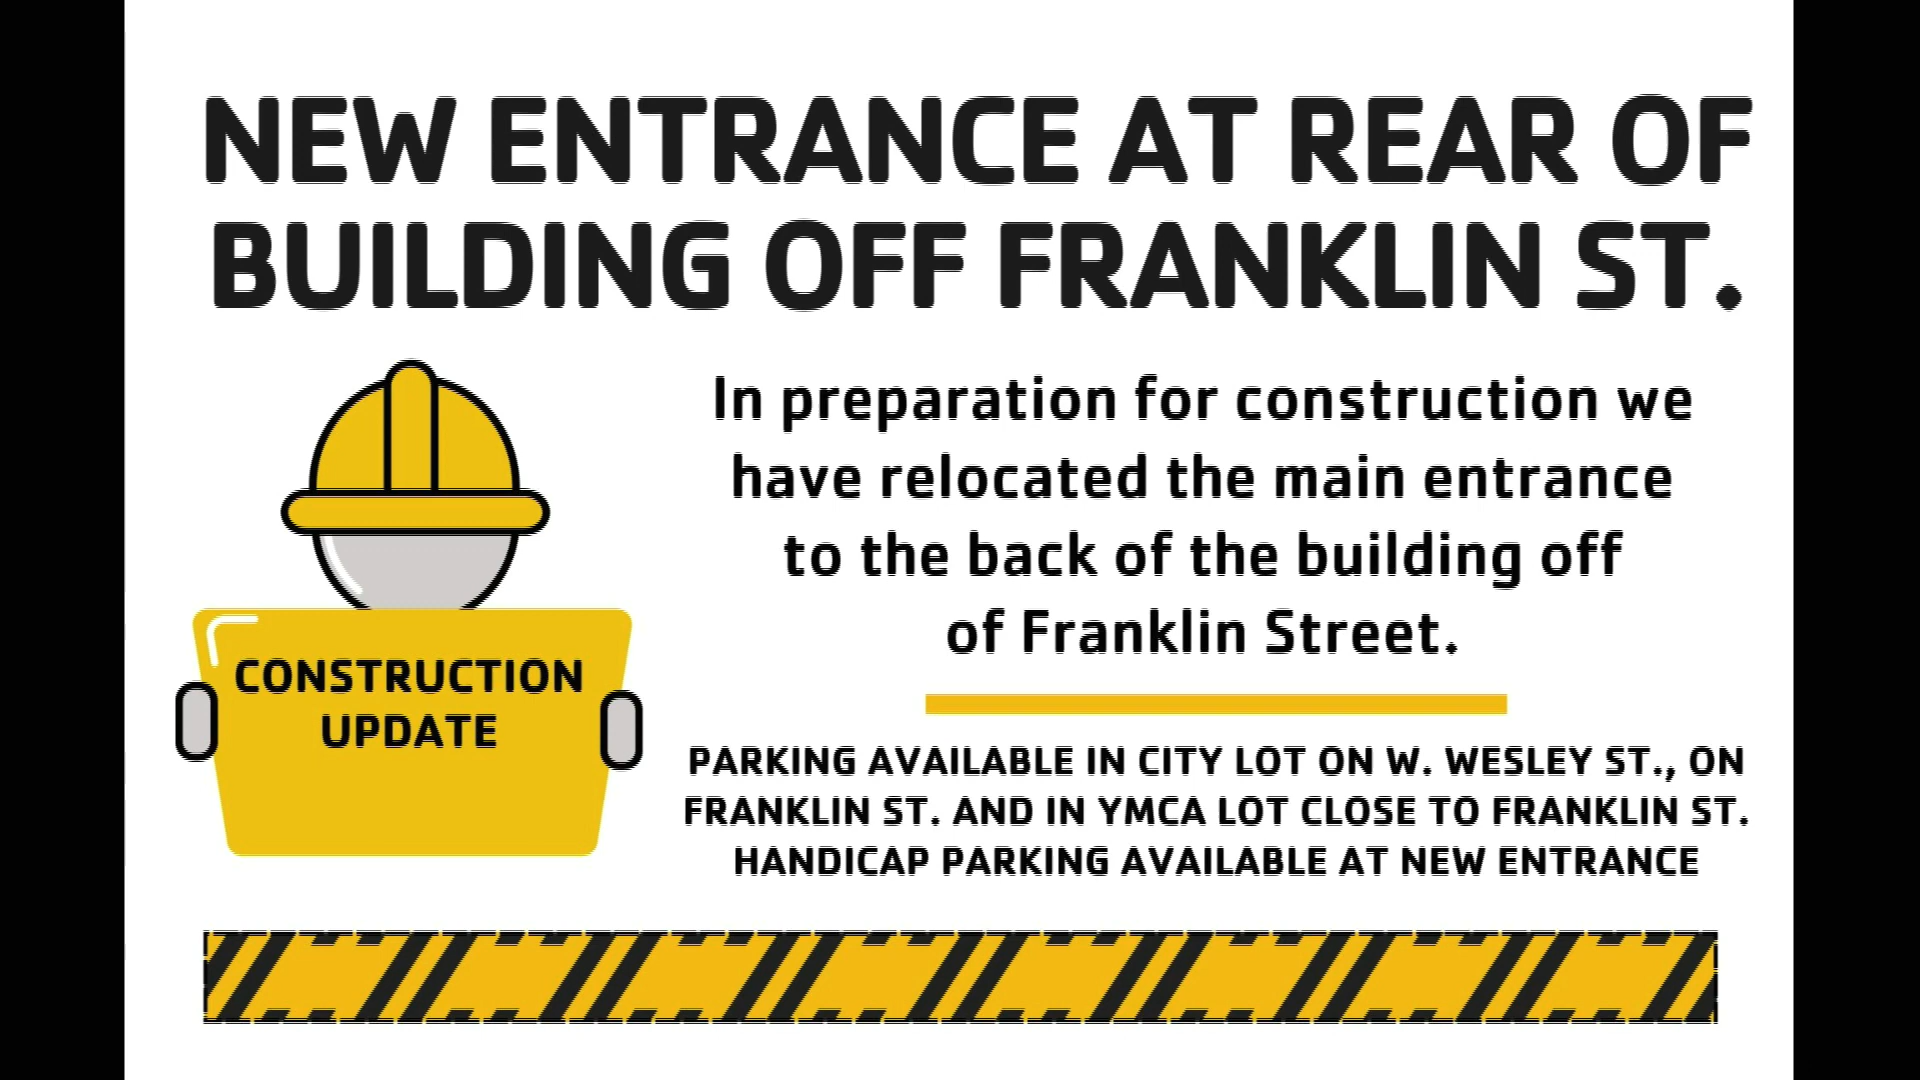 NEW ENTRANCE AT REAR OF
BUILDING OFF FRANKLIN ST.
In preparation for construction we
have relocated the main entrance
to the back of the building off
of Franklin Street.
CONSTRUCTION
UPDATE
PARKING AVAILABLE IN CITY LOT ON W. WESLEY ST., ON
FRANKLIN ST. AND IN YMCA LOT CLOSE TO FRANKLIN ST.
HANDICAP PARKING AVAILABLE AT NEW ENTRANCE